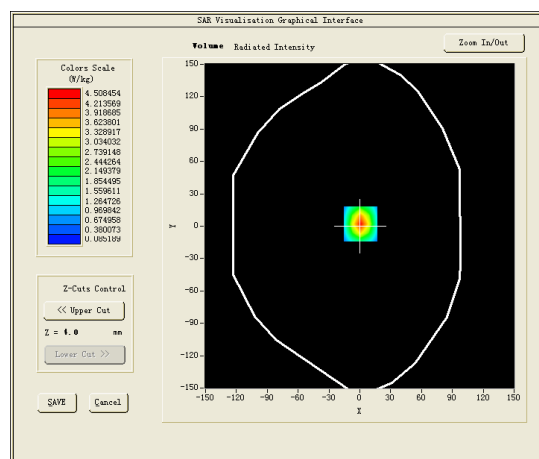 SAR Visualisation Graphical Interface
Volume Radiated Intensity
Zoom In/Out
Colors Scale
(W/kg)
4.508454
4.213569
3.918685
3.623801
3.328917
3.034032
2.739148
2.444264
2.149379
1.854495
1.559611
1.264726
0.969842
0.674958
0.380073
0.085189
150
120
90
60
30
0
-30
-60
-90
-120
-150
Y
-150 -120 -90 -60 -30 0 30 60 90 120 150
X
Z-Cuts Control
<< Upper Cut
Z = 4.0 mm
Lower Cut >>
SAVE
Cancel